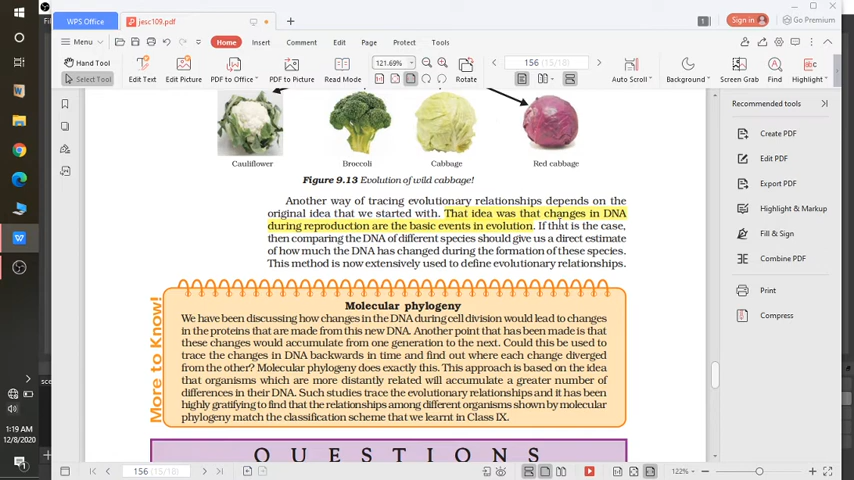 WPS Office
jesc109.pdf
1
Sign in
Go Premium
Menu
Home
Insert
Comment
Edit
Page
Protect
Tools
Hand Tool
Select Tool
Edit Text
Edit Picture
PDF to Office
PDF to Picture
Read Mode
121.69%
Rotate
156 (15/18)
Auto Scroll
Background
Screen Grab
Find
Highlight
Recommended tools
Create PDF
Edit PDF
Export PDF
Highlight & Markup
Fill & Sign
Combine PDF
Print
Compress
Cauliflower
Broccoli
Cabbage
Red cabbage
Figure 9.13 Evolution of wild cabbage!
Another way of tracing evolutionary relationships depends on the
original idea that we started with. That idea was that changes in DNA
during reproduction are the basic events in evolution. If that is the case,
then comparing the DNA of different species should give us a direct estimate
of how much the DNA has changed during the formation of these species.
This method is now extensively used to define evolutionary relationships.
More to Know!
Molecular phylogeny
We have been discussing how changes in the DNA during cell division would lead to changes
in the proteins that are made from this new DNA. Another point that has been made is that
these changes would accumulate from one generation to the next. Could this be used to
trace the changes in DNA backwards in time and find out where each change diverged
from the other? Molecular phylogeny does exactly this. This approach is based on the idea
that organisms which are more distantly related will accumulate a greater number of
differences in their DNA. Such studies trace the evolutionary relationships and it has been
highly gratifying to find that the relationships among different organisms shown by molecular
phylogeny match the classification scheme that we learnt in Class IX.
QUESTIONS
156 (15/18)
122%
1:19 AM
12/8/2020